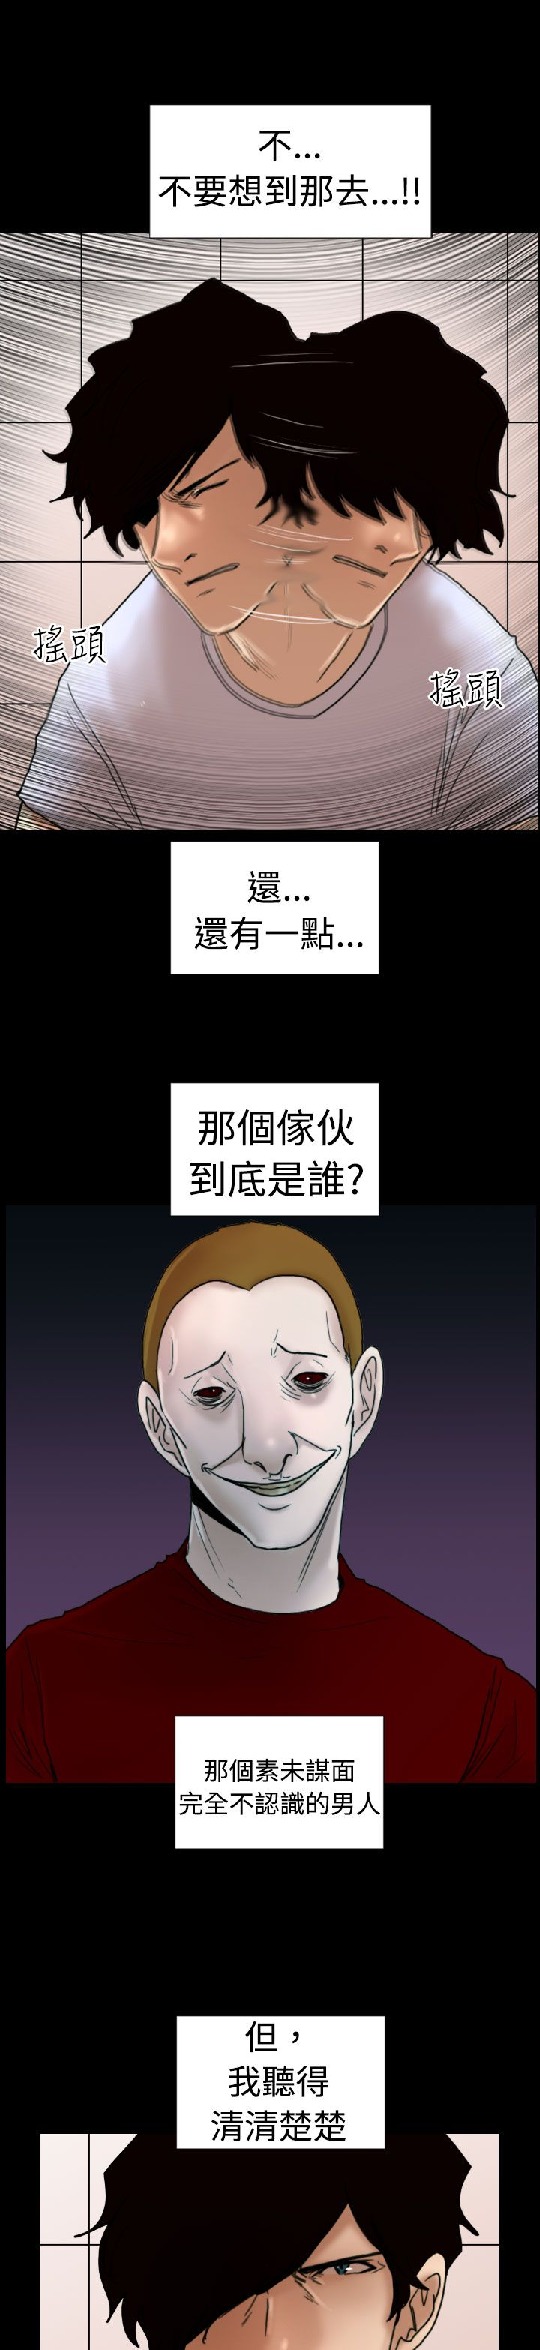 不...
不要想到那去...!!
搖頭
搖頭
還...
還有一點...
那個傢伙
到底是誰?
那個素未謀面
完全不認識的男人
但，
我聽得
清清楚楚